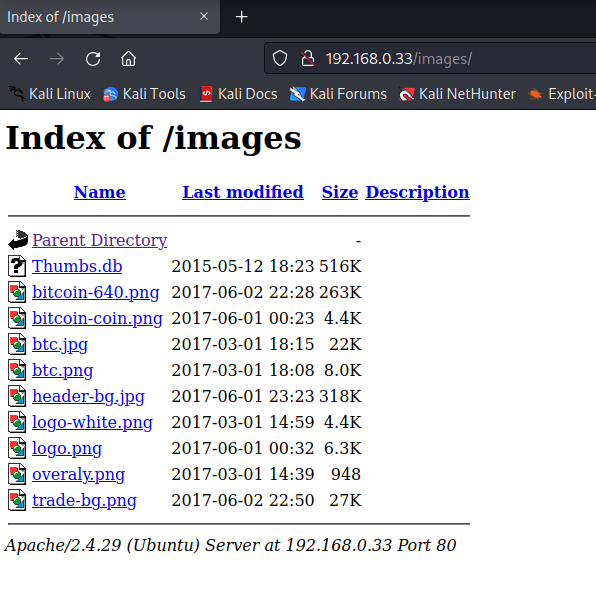 Index of /images
192.168.0.33/images/
Kali Linux Kali Tools Kali Docs Kali Forums Kali NetHunter Exploit-
Index of /images
Name Last modified Size Description
Parent Directory -
Thumbs.db 2015-05-12 18:23 516K
bitcoin-640.png 2017-06-02 22:28 263K
bitcoin-coin.png 2017-06-01 00:23 4.4K
btc.jpg 2017-03-01 18:15 22K
btc.png 2017-03-01 18:08 8.0K
header-bg.jpg 2017-06-01 23:23 318K
logo-white.png 2017-03-01 14:59 4.4K
logo.png 2017-06-01 00:32 6.3K
overaly.png 2017-03-01 14:39 948
trade-bg.png 2017-06-02 22:50 27K
Apache/2.4.29 (Ubuntu) Server at 192.168.0.33 Port 80